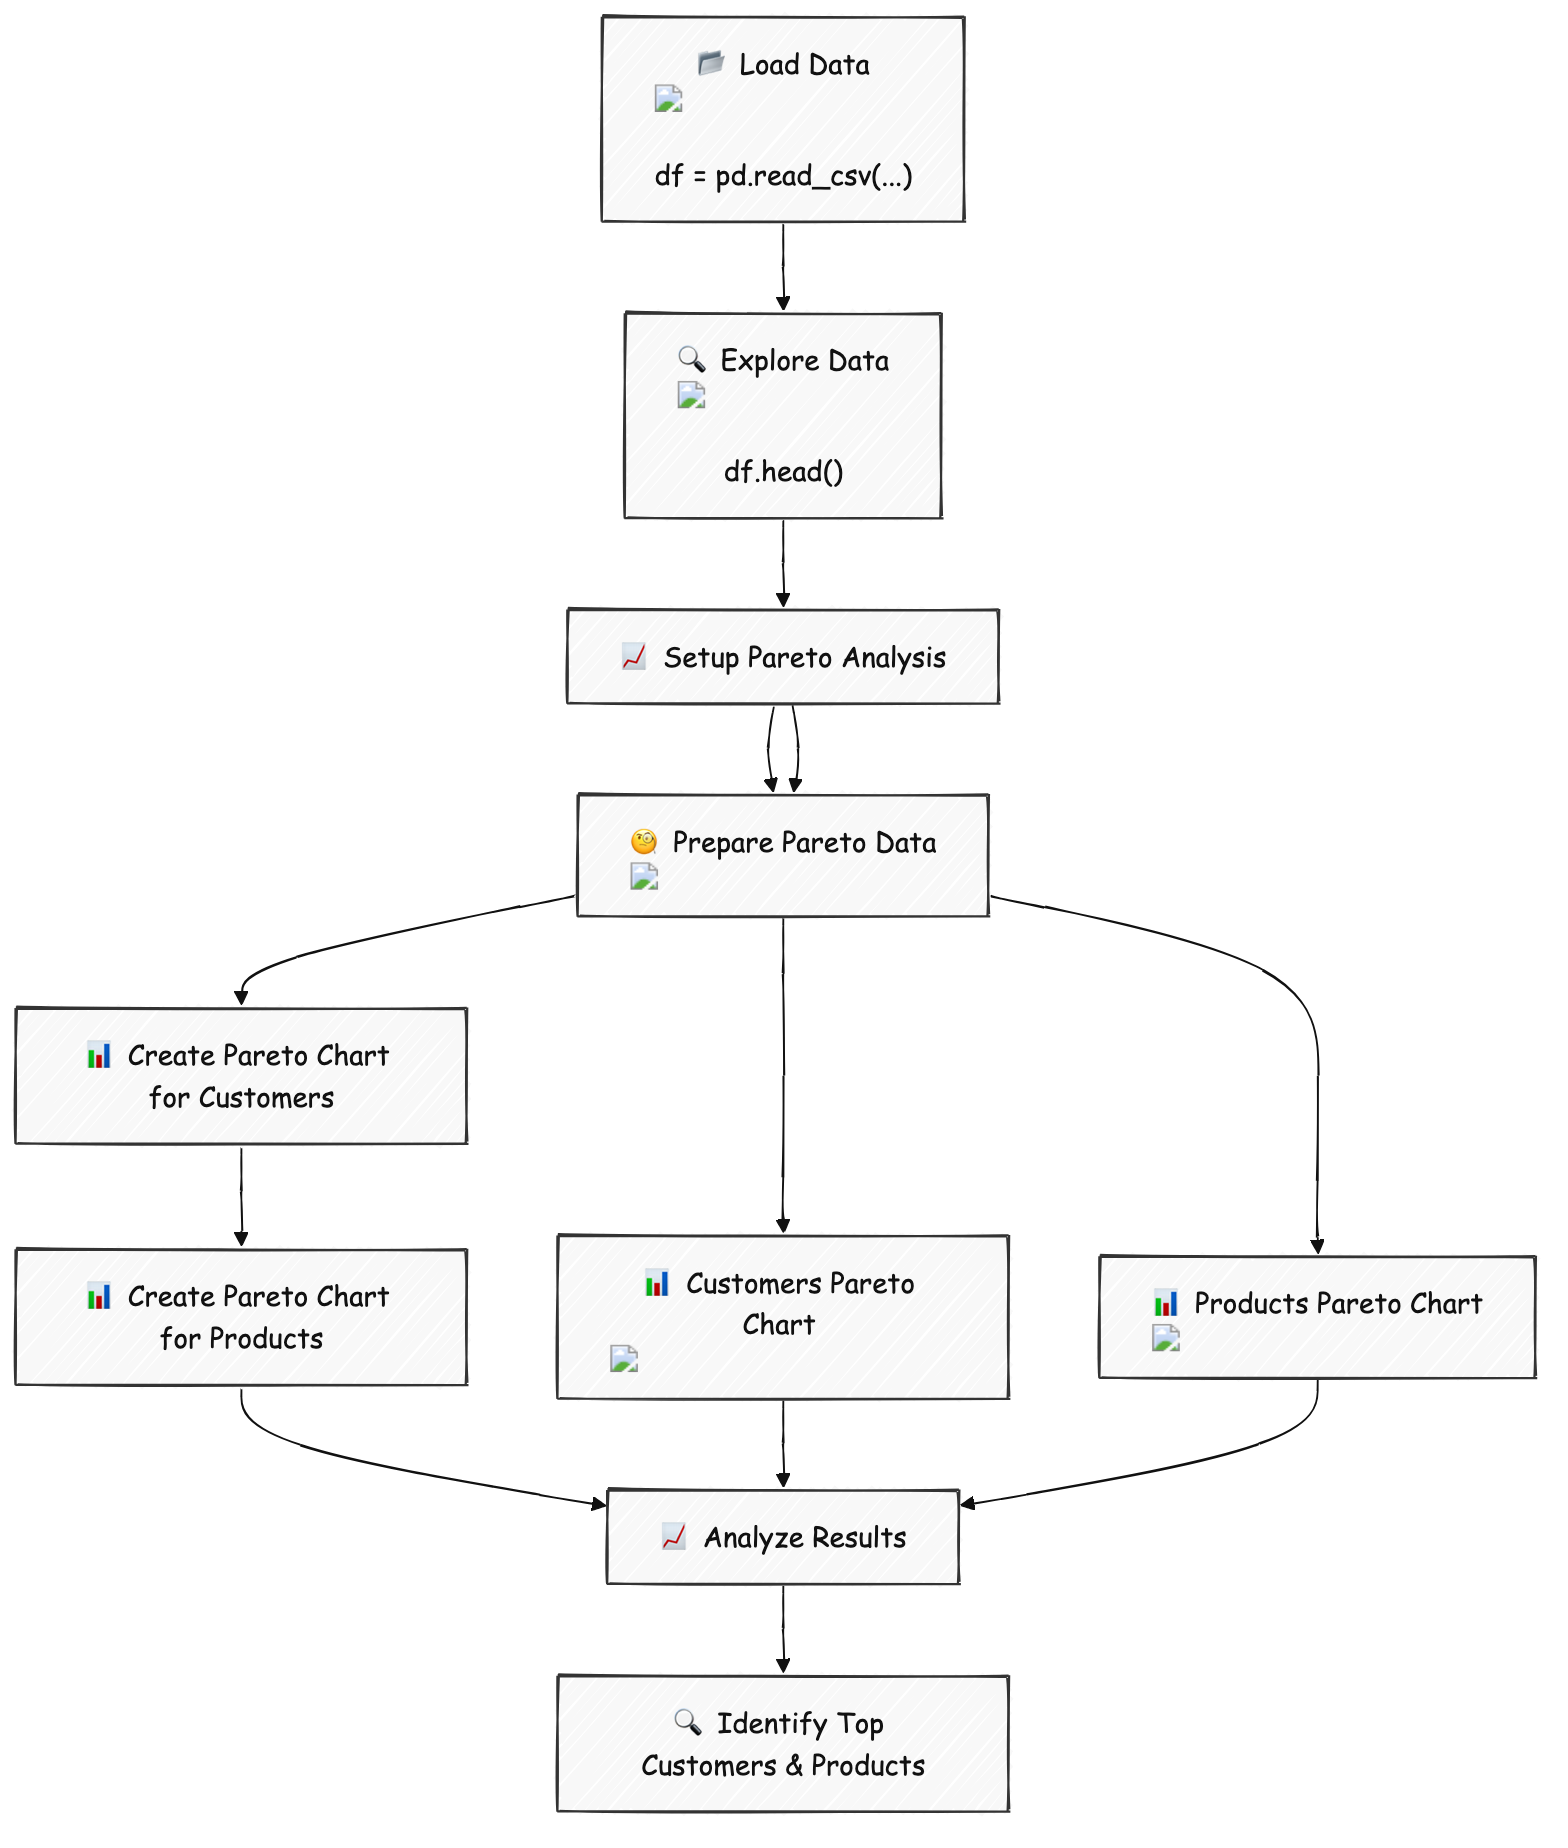 Load Data
df = pd.read_csv(...)
Explore Data
df.head()
Setup Pareto Analysis
Prepare Pareto Data
Create Pareto Chart
for Customers
Create Pareto Chart
for Products
Customers Pareto
Chart
Products Pareto Chart
Analyze Results
Identify Top
Customers & Products